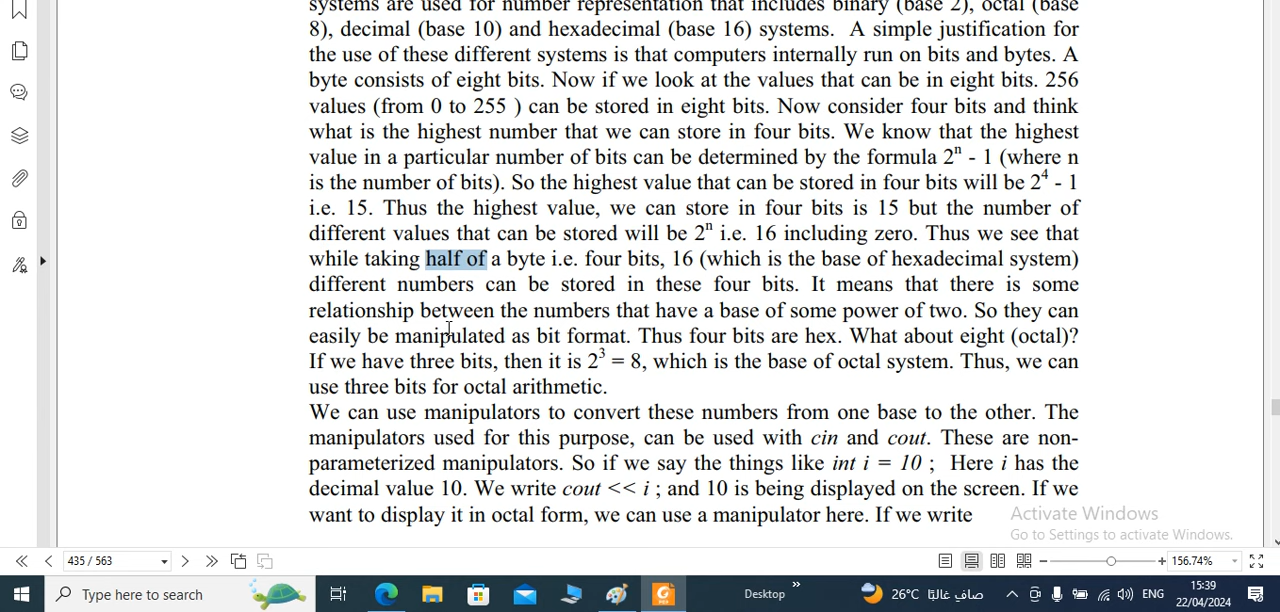 systems are used for number representation that includes binary (base 2), octal (base
8), decimal (base 10) and hexadecimal (base 16) systems. A simple justification for
the use of these different systems is that computers internally run on bits and bytes. A
byte consists of eight bits. Now if we look at the values that can be in eight bits. 256
values (from 0 to 255 ) can be stored in eight bits. Now consider four bits and think
what is the highest number that we can store in four bits. We know that the highest
value in a particular number of bits can be determined by the formula 2ⁿ - 1 (where n
is the number of bits). So the highest value that can be stored in four bits will be 2⁴ - 1
i.e. 15. Thus the highest value, we can store in four bits is 15 but the number of
different values that can be stored will be 2ⁿ i.e. 16 including zero. Thus we see that
while taking half of a byte i.e. four bits, 16 (which is the base of hexadecimal system)
different numbers can be stored in these four bits. It means that there is some
relationship between the numbers that have a base of some power of two. So they can
easily be manipulated as bit format. Thus four bits are hex. What about eight (octal)?
If we have three bits, then it is 2³ = 8, which is the base of octal system. Thus, we can
use three bits for octal arithmetic.
We can use manipulators to convert these numbers from one base to the other. The
manipulators used for this purpose, can be used with cin and cout. These are non-
parameterized manipulators. So if we say the things like int i = 10 ; Here i has the
decimal value 10. We write cout << i ; and 10 is being displayed on the screen. If we
want to display it in octal form, we can use a manipulator here. If we write
Activate Windows
Go to Settings to activate Windows.
435 / 563
156.74%
Type here to search
Desktop
26°C صافٍ غالبًا
ENG
15:39
22/04/2024